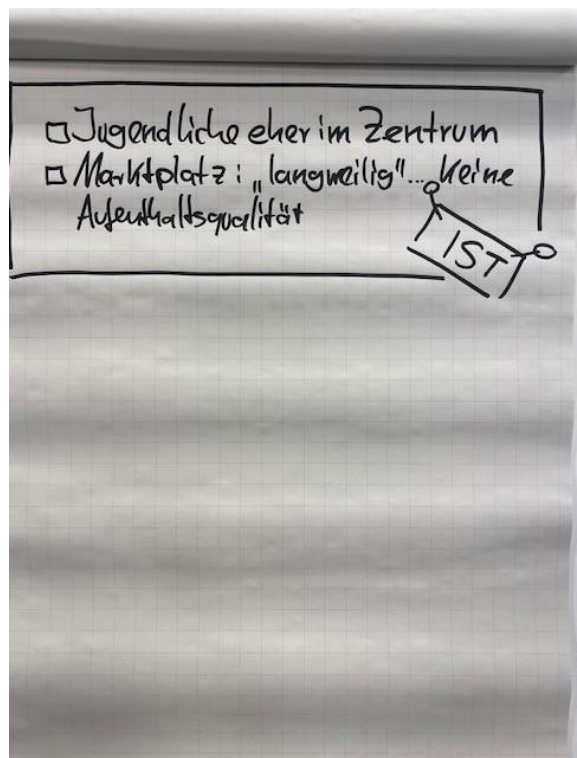 □ Jugendliche eher im Zentrum
□ Marktplatz: „langweilig"... Keine
Aufenthaltsqualität
IST